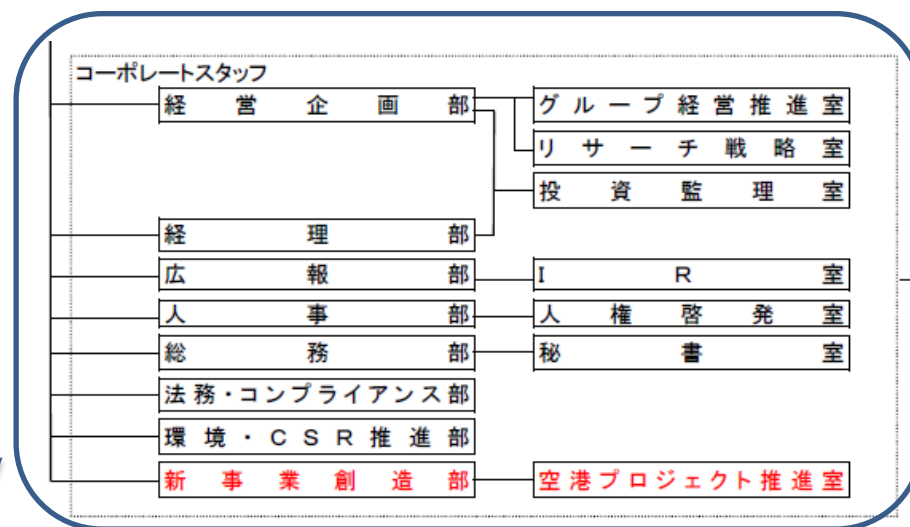 コーポレートスタッフ
経営企画部 グループ経営推進室
リサーチ戦略室
投資監理室
経理部
広報部 IR室
人事部 人権啓発室
総務部 秘書室
法務・コンプライアンス部
環境・CSR推進部
新事業創造部 空港プロジェクト推進室